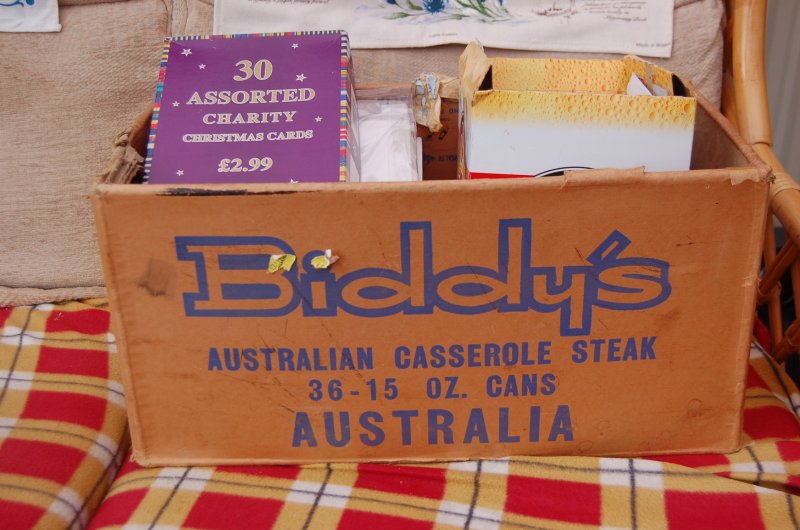 30
ASSORTED
CHARITY
CHRISTMAS CARDS
£2.99
Biddy's
AUSTRALIAN CASSEROLE STEAK
36-15 OZ. CANS
AUSTRALIA